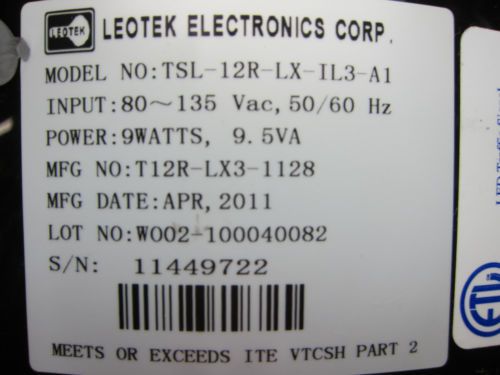 LEOTEK LEOTEK ELECTRONICS CORP.
MODEL NO:TSL-12R-LX-IL3-A1
INPUT:80~135 Vac,50/60 Hz
POWER:9WATTS, 9.5VA
MFG NO:T12R-LX3-1128
MFG DATE:APR,2011
LOT NO:W002-100040082
S/N: 11449722
MEETS OR EXCEEDS ITE VTCSH PART 2
ETL